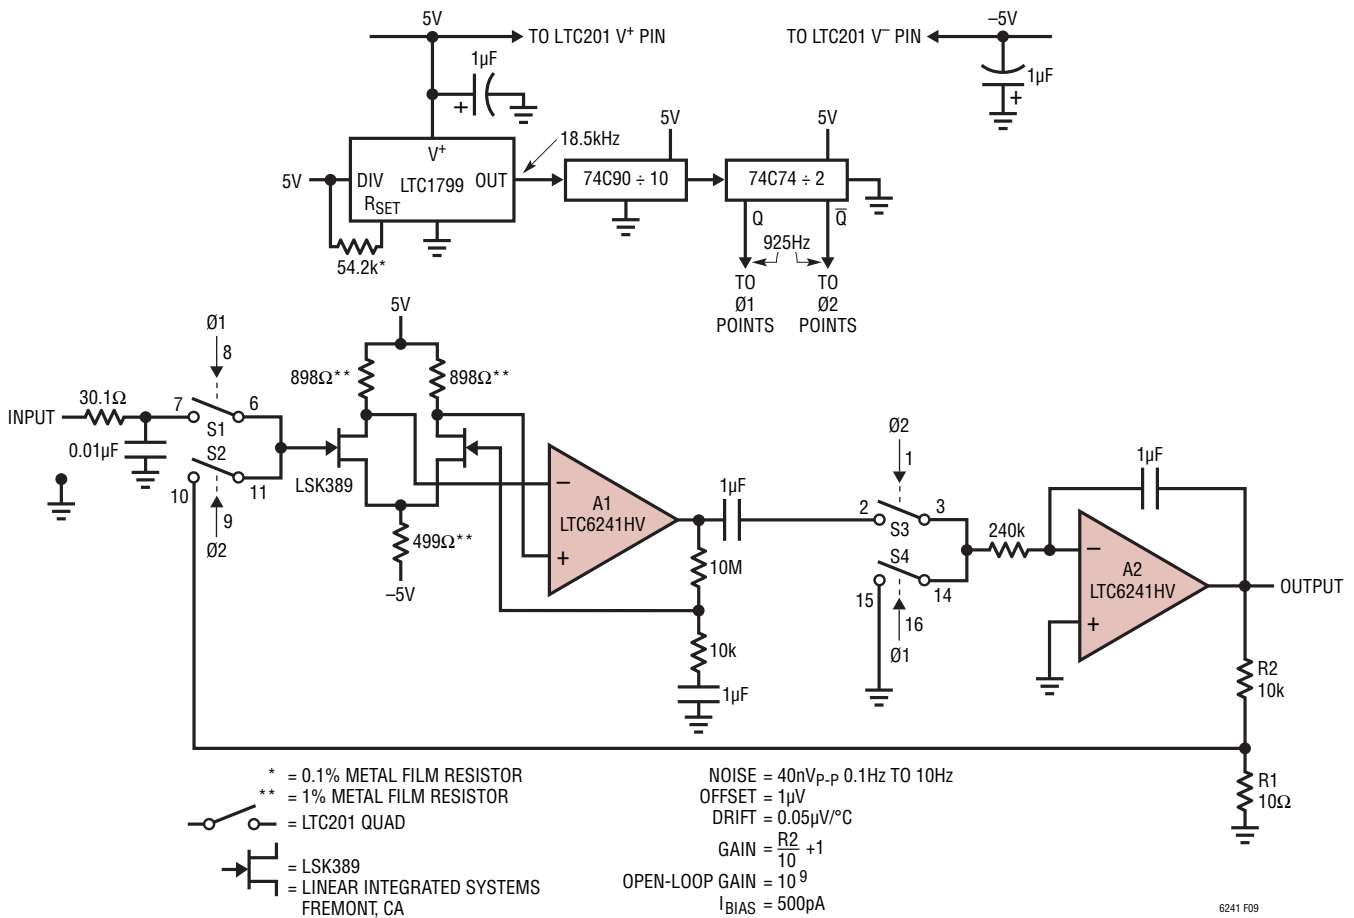 5V
TO LTC201 V+ PIN
1µF
+
–5V
TO LTC201 V– PIN
1µF
+
5V
DIV
V+
LTC1799
OUT
RSET
54.2k*
18.5kHz
5V
74C90 ÷ 10
5V
74C74 ÷ 2
Q
Q̅
925Hz
TO
Ø1
POINTS
TO
Ø2
POINTS
INPUT
30.1Ω
0.01µF
Ø1
8
7
6
S1
S2
10
11
9
Ø2
5V
898Ω**
898Ω**
LSK389
499Ω**
–5V
–
A1
LTC6241HV
+
1µF
10M
10k
1µF
Ø2
1
2
3
S3
S4
15
14
16
Ø1
240k
1µF
–
A2
LTC6241HV
+
OUTPUT
R2
10k
R1
10Ω
* = 0.1% METAL FILM RESISTOR
** = 1% METAL FILM RESISTOR
= LTC201 QUAD
= LSK389
= LINEAR INTEGRATED SYSTEMS
FREMONT, CA
NOISE = 40nVP-P 0.1Hz TO 10Hz
OFFSET = 1µV
DRIFT = 0.05µV/°C
GAIN = R2/10 +1
OPEN-LOOP GAIN = 10⁹
IBIAS = 500pA
6241 F09